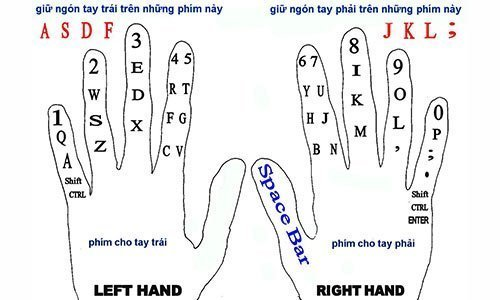 giữ ngón tay trái trên những phím này
A S D F
1
Q
A
Shift
CTRL
2
W
S
Z
3
E
D
X
4 5
R T
F G
C V
phím cho tay trái
LEFT HAND
giữ ngón tay phải trên những phím này
J K L ;
Space Bar
6 7
Y U
H J
B N
8
I
K
M
9
O
L
,
0
P
;
.
Shift
CTRL
ENTER
phím cho tay phải
RIGHT HAND